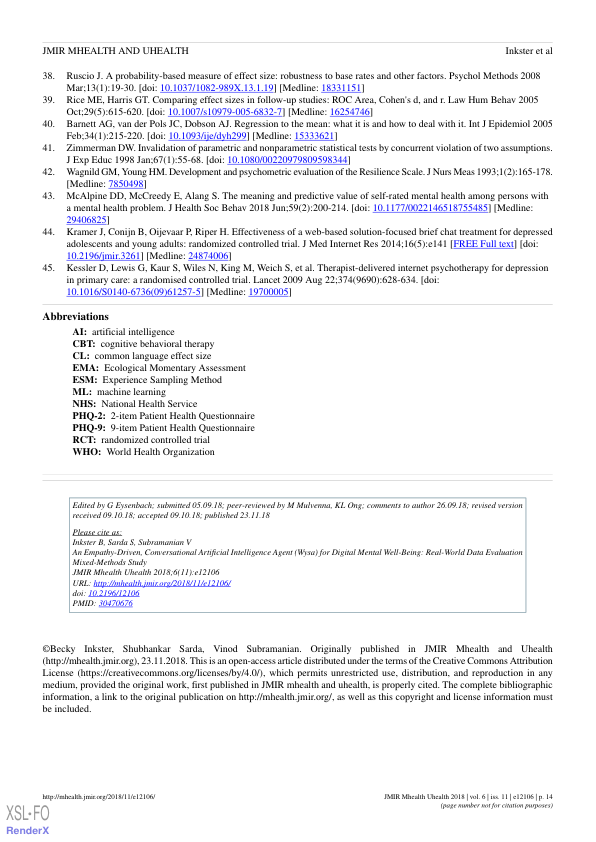 JMIR MHEALTH AND UHEALTH
Inkster et al
38. Ruscio J. A probability-based measure of effect size: robustness to base rates and other factors. Psychol Methods 2008
Mar;13(1):19-30. [doi: 10.1037/1082-989X.13.1.19] [Medline: 18331151]
39. Rice ME, Harris GT. Comparing effect sizes in follow-up studies: ROC Area, Cohen's d, and r. Law Hum Behav 2005
Oct;29(5):615-620. [doi: 10.1007/s10979-005-6832-7] [Medline: 16254746]
40. Barnett AG, van der Pols JC, Dobson AJ. Regression to the mean: what it is and how to deal with it. Int J Epidemiol 2005
Feb;34(1):215-220. [doi: 10.1093/ije/dyh299] [Medline: 15333621]
41. Zimmerman DW. Invalidation of parametric and nonparametric statistical tests by concurrent violation of two assumptions.
J Exp Educ 1998 Jan;67(1):55-68. [doi: 10.1080/00220979809598344]
42. Wagnild GM, Young HM. Development and psychometric evaluation of the Resilience Scale. J Nurs Meas 1993;1(2):165-178.
[Medline: 7850498]
43. McAlpine DD, McCreedy E, Alang S. The meaning and predictive value of self-rated mental health among persons with
a mental health problem. J Health Soc Behav 2018 Jun;59(2):200-214. [doi: 10.1177/0022146518755485] [Medline:
29406825]
44. Kramer J, Conijn B, Oijevaar P, Riper H. Effectiveness of a web-based solution-focused brief chat treatment for depressed
adolescents and young adults: randomized controlled trial. J Med Internet Res 2014;16(5):e141 [FREE Full text] [doi:
10.2196/jmir.3261] [Medline: 24874006]
45. Kessler D, Lewis G, Kaur S, Wiles N, King M, Weich S, et al. Therapist-delivered internet psychotherapy for depression
in primary care: a randomised controlled trial. Lancet 2009 Aug 22;374(9690):628-634. [doi:
10.1016/S0140-6736(09)61257-5] [Medline: 19700005]
Abbreviations
AI: artificial intelligence
CBT: cognitive behavioral therapy
CL: common language effect size
EMA: Ecological Momentary Assessment
ESM: Experience Sampling Method
ML: machine learning
NHS: National Health Service
PHQ-2: 2-item Patient Health Questionnaire
PHQ-9: 9-item Patient Health Questionnaire
RCT: randomized controlled trial
WHO: World Health Organization
Edited by G Eysenbach; submitted 05.09.18; peer-reviewed by M Mulvenna, KL Ong; comments to author 26.09.18; revised version
received 09.10.18; accepted 09.10.18; published 23.11.18
Please cite as:
Inkster B, Sarda S, Subramanian V
An Empathy-Driven, Conversational Artificial Intelligence Agent (Wysa) for Digital Mental Well-Being: Real-World Data Evaluation
Mixed-Methods Study
JMIR Mhealth Uhealth 2018;6(11):e12106
URL: http://mhealth.jmir.org/2018/11/e12106/
doi: 10.2196/12106
PMID: 30470676
©Becky Inkster, Shubhankar Sarda, Vinod Subramanian. Originally published in JMIR Mhealth and Uhealth
(http://mhealth.jmir.org), 23.11.2018. This is an open-access article distributed under the terms of the Creative Commons Attribution
License (https://creativecommons.org/licenses/by/4.0/), which permits unrestricted use, distribution, and reproduction in any
medium, provided the original work, first published in JMIR mhealth and uhealth, is properly cited. The complete bibliographic
information, a link to the original publication on http://mhealth.jmir.org/, as well as this copyright and license information must
be included.
http://mhealth.jmir.org/2018/11/e12106/
JMIR Mhealth Uhealth 2018 | vol. 6 | iss. 11 | e12106 | p. 14
(page number not for citation purposes)
XSL•FO
RenderX